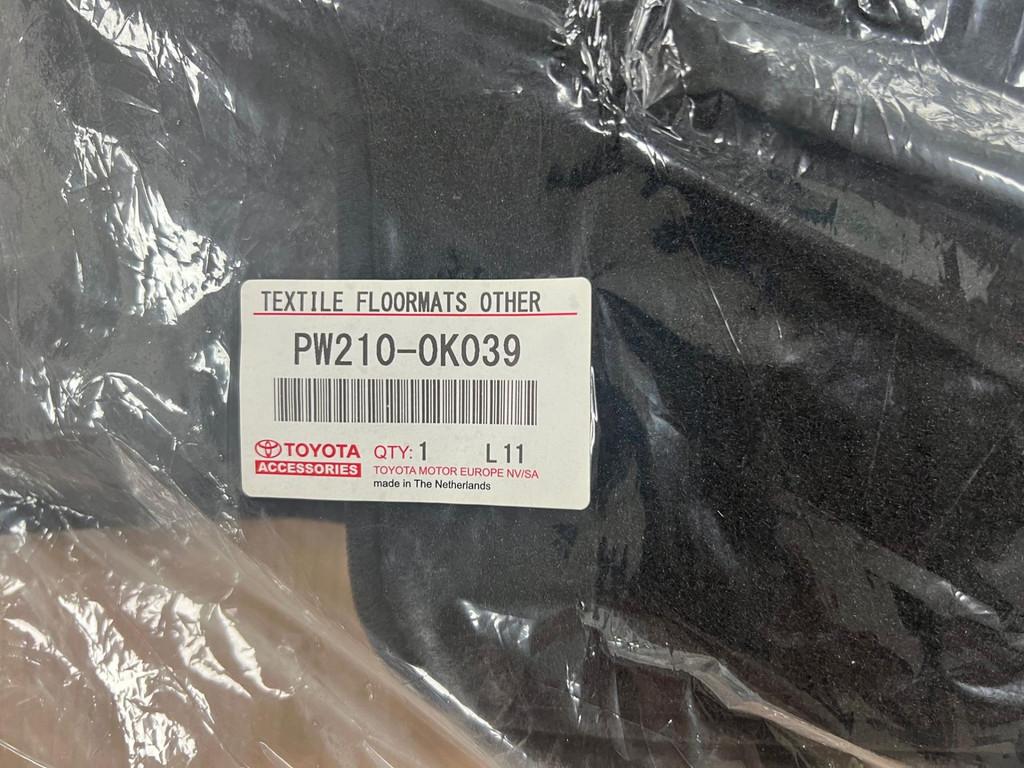 TEXTILE FLOORMATS OTHER
PW210-0K039
TOYOTA
ACCESSORIES
QTY: 1 L11
TOYOTA MOTOR EUROPE NV/SA
made in The Netherlands